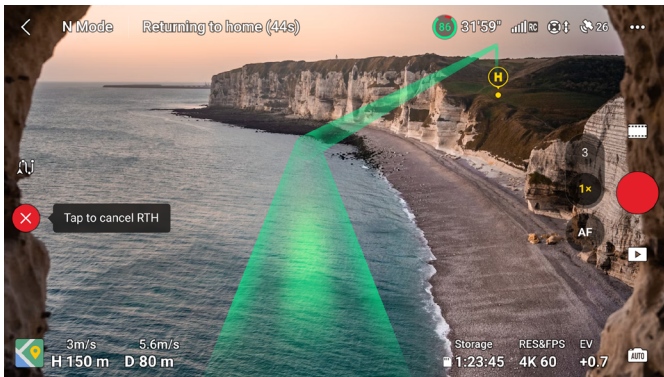 N Mode
Returning to home (44s)
86
31'59"
RC
26
H
3
1×
AF
Tap to cancel RTH
3m/s
5.6m/s
H 150 m
D 80 m
Storage
RES&FPS
EV
1:23:45
4K 60
+0.7
AUTO